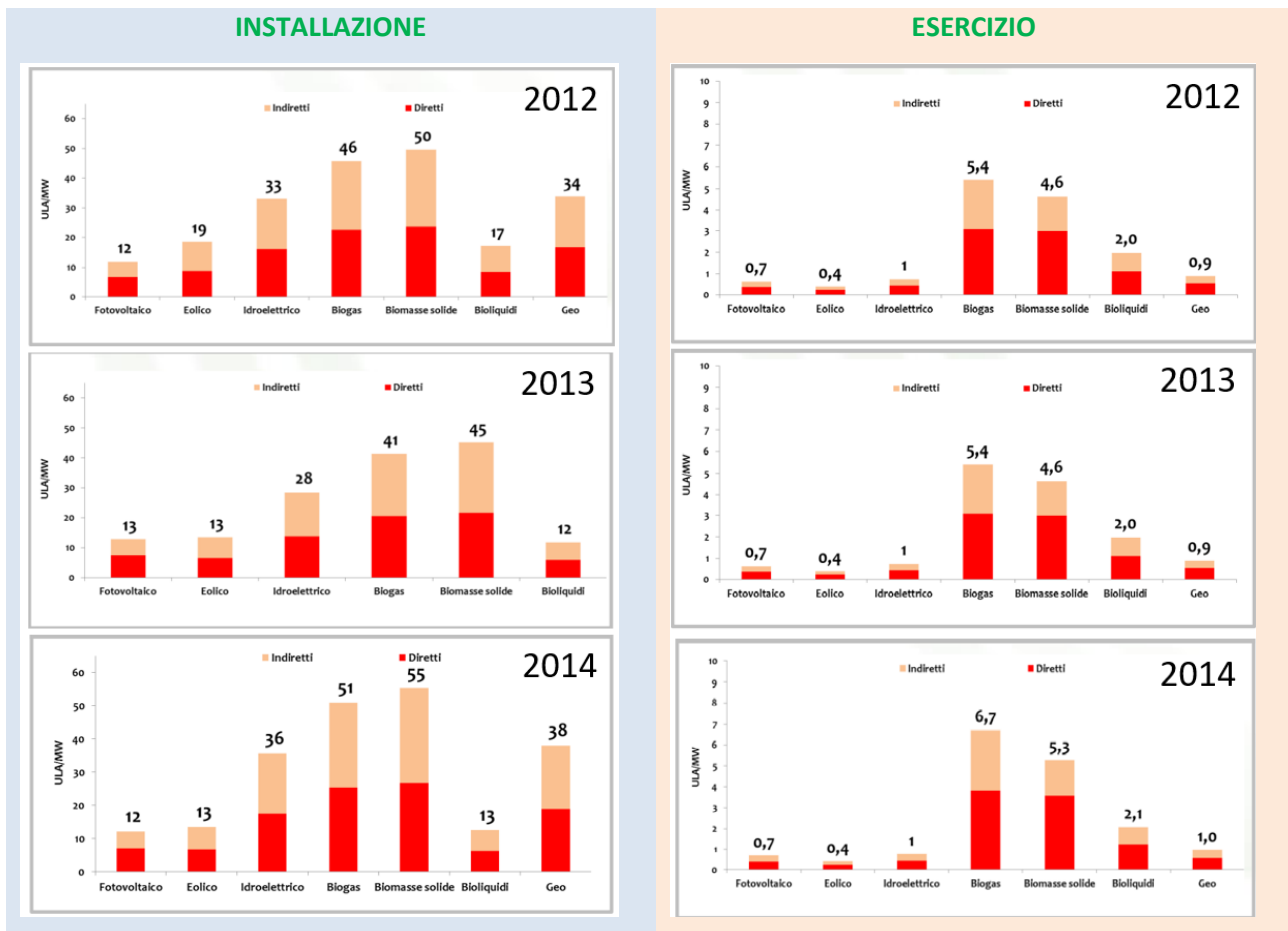 INSTALLAZIONE
2012
Indiretti Diretti
ULA/MW
60
50
40
30
20
10
0
12 19 33 46 50 17 34
Fotovoltaico Eolico Idroelettrico Biogas Biomasse solide Bioliquidi Geo
2013
Indiretti Diretti
ULA/MW
60
50
40
30
20
10
0
13 13 28 41 45 12
Fotovoltaico Eolico Idroelettrico Biogas Biomasse solide Bioliquidi
2014
Indiretti Diretti
ULA/MW
60
50
40
30
20
10
0
12 13 36 51 55 13 38
Fotovoltaico Eolico Idroelettrico Biogas Biomasse solide Bioliquidi Geo
ESERCIZIO
2012
Indiretti Diretti
ULA/MW
10
9
8
7
6
5
4
3
2
1
0
0,7 0,4 1 5,4 4,6 2,0 0,9
Fotovoltaico Eolico Idroelettrico Biogas Biomasse solide Bioliquidi Geo
2013
Indiretti Diretti
ULA/MW
10
9
8
7
6
5
4
3
2
1
0
0,7 0,4 1 5,4 4,6 2,0 0,9
Fotovoltaico Eolico Idroelettrico Biogas Biomasse solide Bioliquidi Geo
2014
Indiretti Diretti
ULA/MW
10
9
8
7
6
5
4
3
2
1
0
0,7 0,4 1 6,7 5,3 2,1 1,0
Fotovoltaico Eolico Idroelettrico Biogas Biomasse solide Bioliquidi Geo